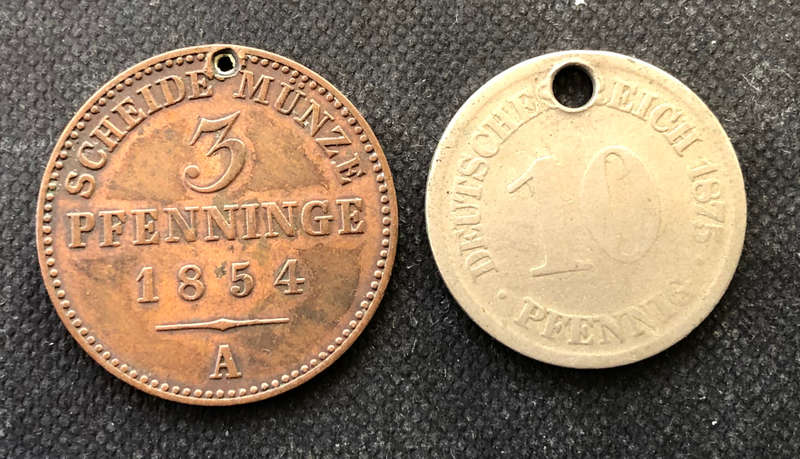 SCHEIDE MÜNZE
3
PFENNINGE
1854
A
DEUTSCHES REICH 1875
10
PFENNIG